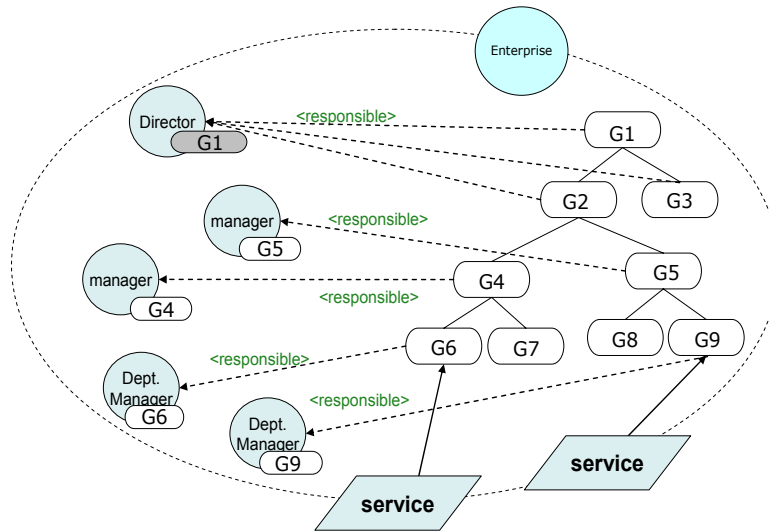 Enterprise
<responsible>
Director
G1
G1
G2
G3
manager
G5
<responsible>
manager
G4
G4
G5
<responsible>
G6
G7
G8
G9
<responsible>
Dept.
Manager
G6
<responsible>
Dept.
Manager
G9
service
service